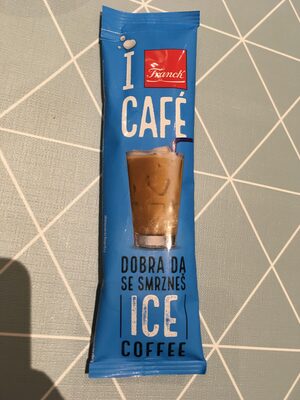 I Franck
CAFÉ
DOBRA DA
SE SMRZNEŠ
ICE
COFFEE